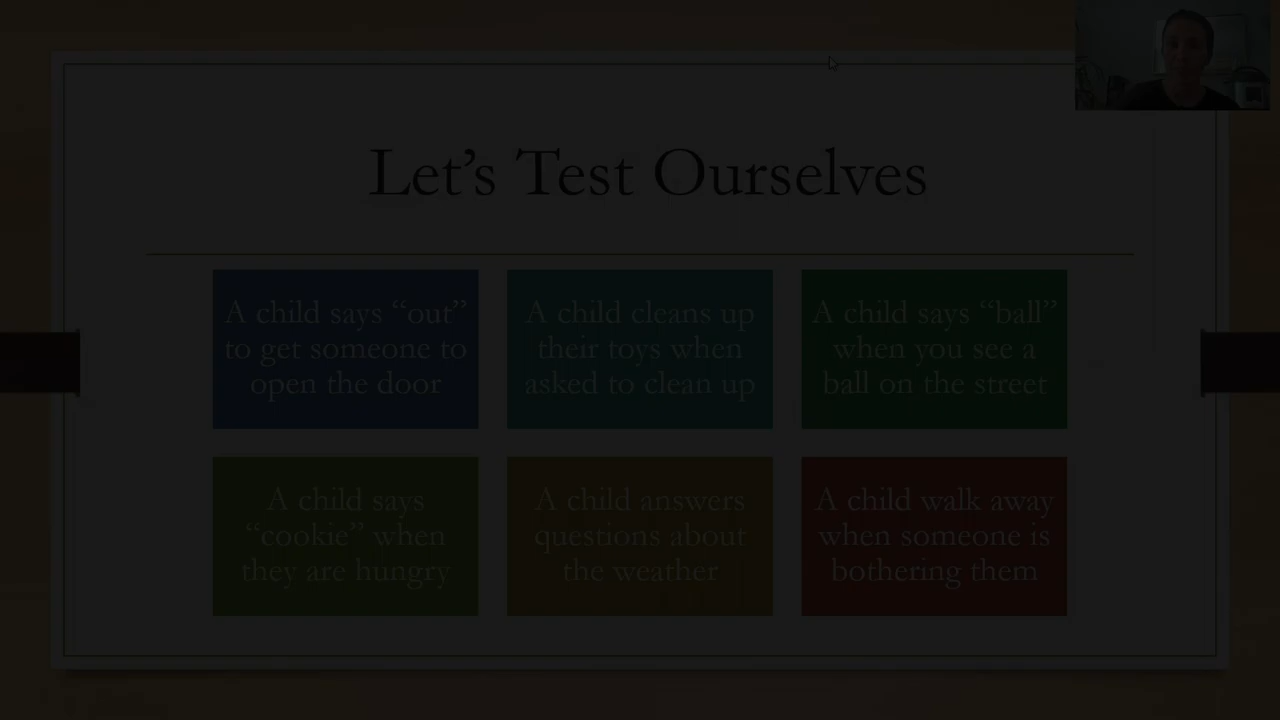 Let's Test Ourselves
A child says “out”
to get someone to
open the door
A child cleans up
their toys when
asked to clean up
A child says “ball”
when you see a
ball on the street
A child says
“cookie” when
they are hungry
A child answers
questions about
the weather
A child walk away
when someone is
bothering them